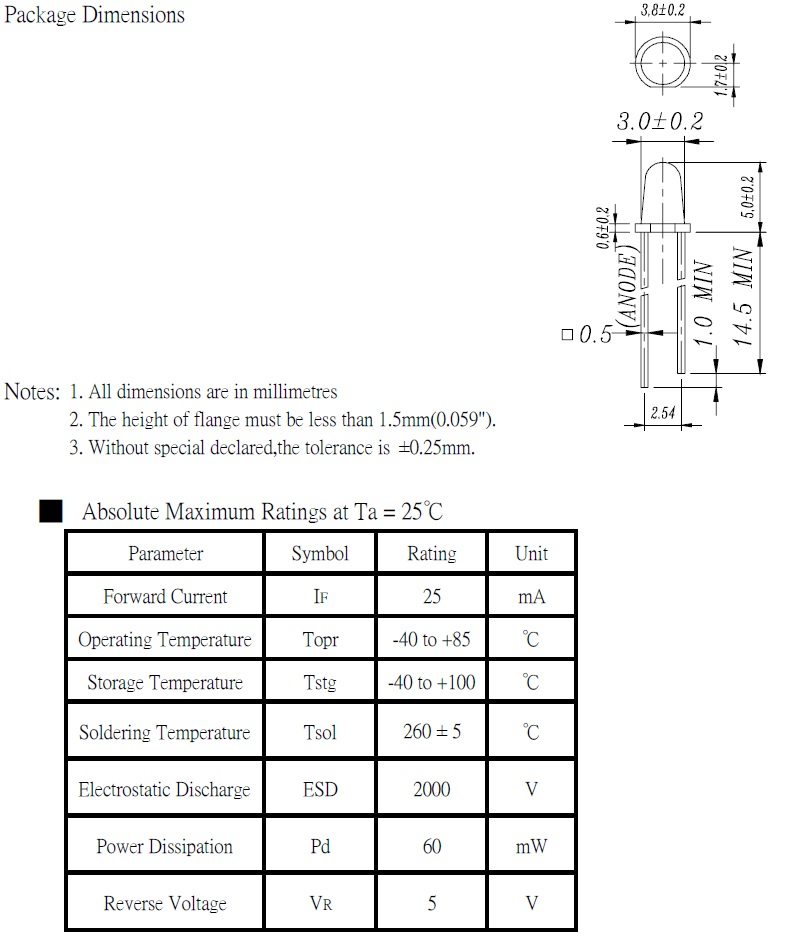 Package Dimensions
3.8±0.2
1.7±0.2
3.0±0.2
5.0±0.2
0.6±0.2
(ANODE)
1.0 MIN
14.5 MIN
□0.5
2.54
Notes: 1. All dimensions are in millimetres
2. The height of flange must be less than 1.5mm(0.059").
3. Without special declared,the tolerance is ±0.25mm.
■ Absolute Maximum Ratings at Ta = 25℃
Parameter Symbol Rating Unit
Forward Current IF 25 mA
Operating Temperature Topr -40 to +85 ℃
Storage Temperature Tstg -40 to +100 ℃
Soldering Temperature Tsol 260 ± 5 ℃
Electrostatic Discharge ESD 2000 V
Power Dissipation Pd 60 mW
Reverse Voltage VR 5 V